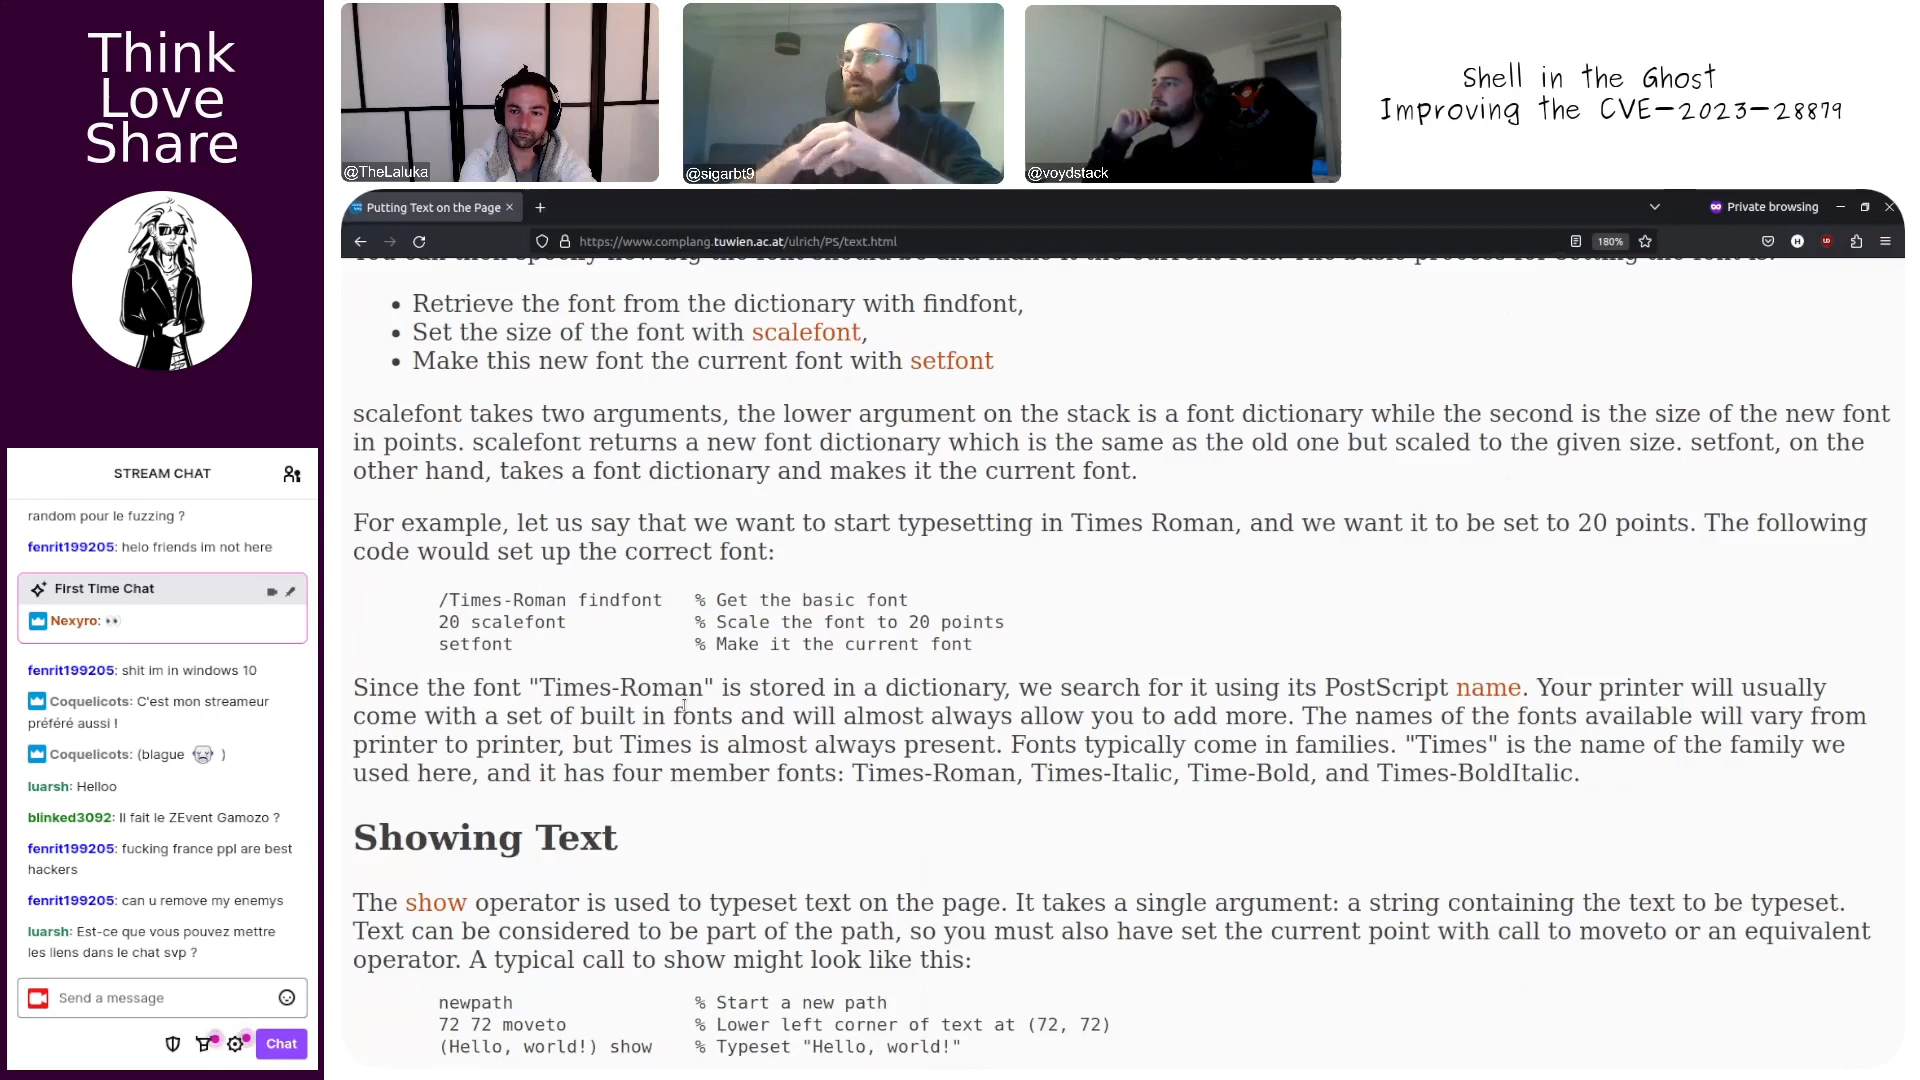 Think
Love
Share
@TheLaluka
@sigarbt9
@voydstack
Shell in the Ghost
Improving the CVE-2023-28879
Putting Text on the Page
Private browsing
https://www.complang.tuwien.ac.at/ulrich/PS/text.html
180%
• Retrieve the font from the dictionary with findfont,
• Set the size of the font with scalefont,
• Make this new font the current font with setfont
scalefont takes two arguments, the lower argument on the stack is a font dictionary while the second is the size of the new font
in points. scalefont returns a new font dictionary which is the same as the old one but scaled to the given size. setfont, on the
other hand, takes a font dictionary and makes it the current font.
For example, let us say that we want to start typesetting in Times Roman, and we want it to be set to 20 points. The following
code would set up the correct font:
/Times-Roman findfont % Get the basic font
20 scalefont % Scale the font to 20 points
setfont % Make it the current font
Since the font "Times-Roman" is stored in a dictionary, we search for it using its PostScript name. Your printer will usually
come with a set of built in fonts and will almost always allow you to add more. The names of the fonts available will vary from
printer to printer, but Times is almost always present. Fonts typically come in families. "Times" is the name of the family we
used here, and it has four member fonts: Times-Roman, Times-Italic, Time-Bold, and Times-BoldItalic.
Showing Text
The show operator is used to typeset text on the page. It takes a single argument: a string containing the text to be typeset.
Text can be considered to be part of the path, so you must also have set the current point with call to moveto or an equivalent
operator. A typical call to show might look like this:
newpath % Start a new path
72 72 moveto % Lower left corner of text at (72, 72)
(Hello, world!) show % Typeset "Hello, world!"
STREAM CHAT
random pour le fuzzing ?
fenrit199205: helo friends im not here
First Time Chat
Nexyro:
fenrit199205: shit im in windows 10
Coquelicots: C'est mon streameur
préféré aussi !
Coquelicots: (blague )
luarsh: Helloo
blinked3092: Il fait le ZEvent Gamozo ?
fenrit199205: fucking france ppl are best
hackers
fenrit199205: can u remove my enemys
luarsh: Est-ce que vous pouvez mettre
les liens dans le chat svp ?
Send a message
Chat